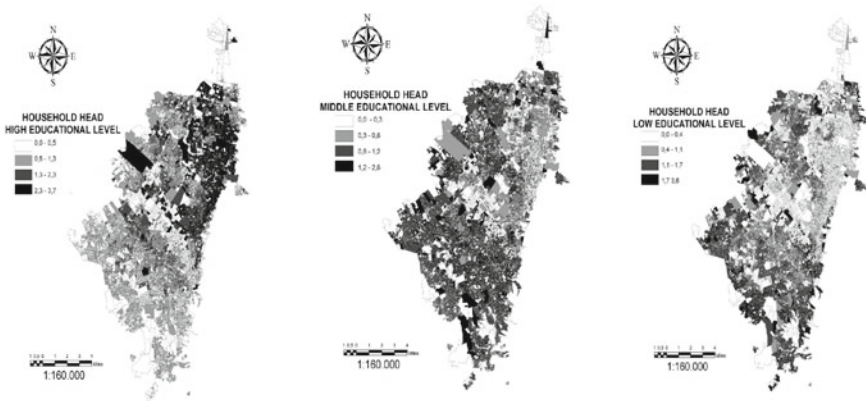 N
W E
S
HOUSEHOLD HEAD
HIGH EDUCATIONAL LEVEL
0,0 - 0,5
0,5 - 1,3
1,3 - 2,3
2,3 - 3,7
1:160.000
N
W E
S
HOUSEHOLD HEAD
MIDDLE EDUCATIONAL LEVEL
0,0 - 0,3
0,3 - 0,8
0,8 - 1,2
1,2 - 2,8
1:160.000
N
W E
S
HOUSEHOLD HEAD
LOW EDUCATIONAL LEVEL
0,0 - 0,4
0,4 - 1,1
1,1 - 1,7
1:160.000